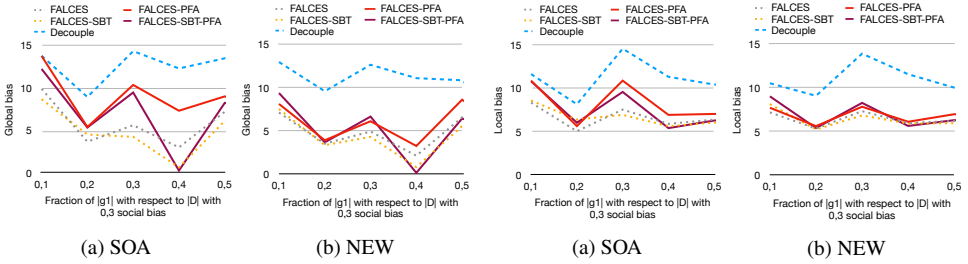 FALCES
FALCES-PFA
FALCES-SBT
FALCES-SBT-PFA
Decouple
15
10
5
0
Global bias
0,1
0,2
0,3
0,4
0,5
Fraction of |g1| with respect to |D| with
0,3 social bias
(a) SOA
FALCES
FALCES-PFA
FALCES-SBT
FALCES-SBT-PFA
Decouple
15
10
5
0
Global bias
0,1
0,2
0,3
0,4
0,5
Fraction of |g1| with respect to |D| with
0,3 social bias
(b) NEW
FALCES
FALCES-PFA
FALCES-SBT
FALCES-SBT-PFA
Decouple
15
10
5
0
Local bias
0,1
0,2
0,3
0,4
0,5
Fraction of |g1| with respect to |D| with
0,3 social bias
(a) SOA
FALCES
FALCES-PFA
FALCES-SBT
FALCES-SBT-PFA
Decouple
15
10
5
0
Local bias
0,1
0,2
0,3
0,4
0,5
Fraction of |g1| with respect to |D| with
0,3 social bias
(b) NEW